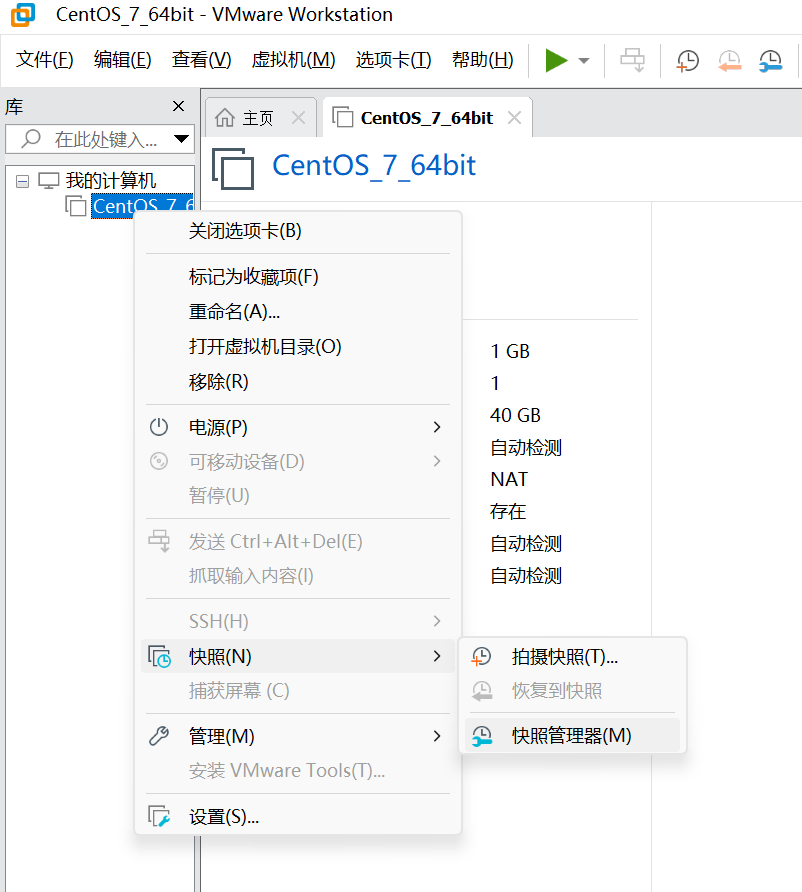 CentOS_7_64bit - VMware Workstation
文件(F) 编辑(E) 查看(V) 虚拟机(M) 选项卡(T) 帮助(H)
库
在此处键入...
主页
CentOS_7_64bit
CentOS_7_64bit
我的计算机
CentOS_7_6
关闭选项卡(B)
标记为收藏项(F)
重命名(A)...
打开虚拟机目录(O)
移除(R)
电源(P)
可移动设备(D)
暂停(U)
发送 Ctrl+Alt+Del(E)
抓取输入内容(I)
SSH(H)
快照(N)
捕获屏幕 (C)
管理(M)
安装 VMware Tools(T)...
设置(S)...
1 GB
1
40 GB
自动检测
NAT
存在
自动检测
自动检测
拍摄快照(T)...
恢复到快照
快照管理器(M)